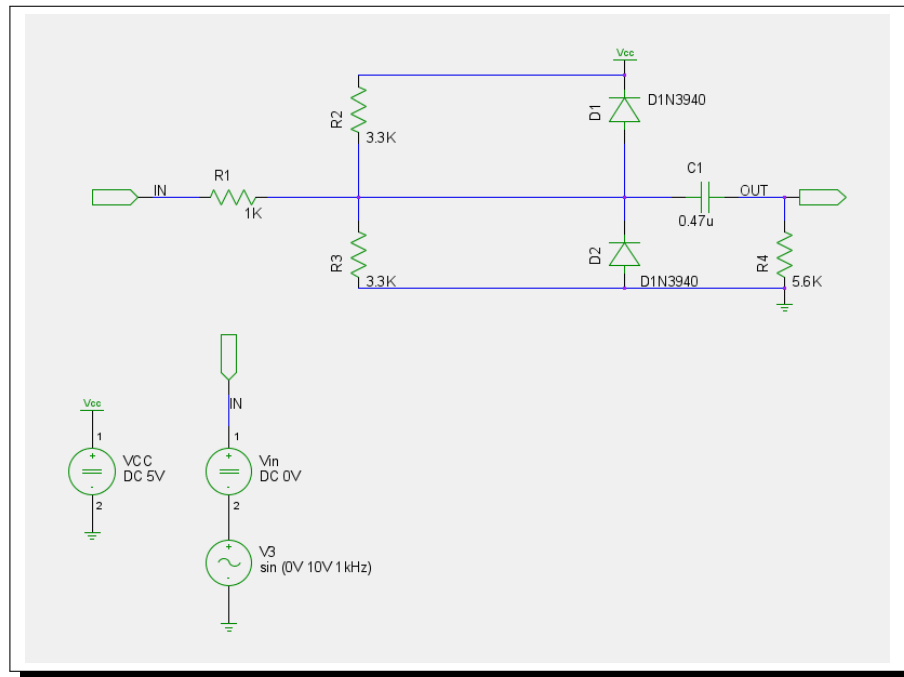 Vcc
D1
D1N3940
R2
3.3K
R1
C1
IN
OUT
1K
0.47u
R3
3.3K
D2
D1N3940
R4
5.6K
IN
Vcc
1
VCC
DC 5V
2
1
Vin
DC 0V
2
V3
sin (0V 10V 1kHz)